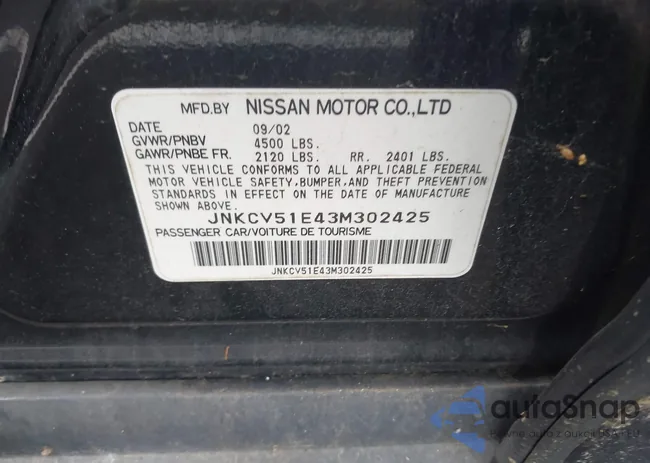 MFD.BY NISSAN MOTOR CO.,LTD
DATE 09/02
GVWR/PNBV 4500 LBS.
GAWR/PNBE FR. 2120 LBS. RR. 2401 LBS.
THIS VEHICLE CONFORMS TO ALL APPLICABLE FEDERAL
MOTOR VEHICLE SAFETY,BUMPER,AND THEFT PREVENTION
STANDARDS IN EFFECT ON THE DATE OF MANUFACTURE
SHOWN ABOVE.
JNKCV51E43M302425
PASSENGER CAR/VOITURE DE TOURISME
JNKCV51E43M302425
autoSnap